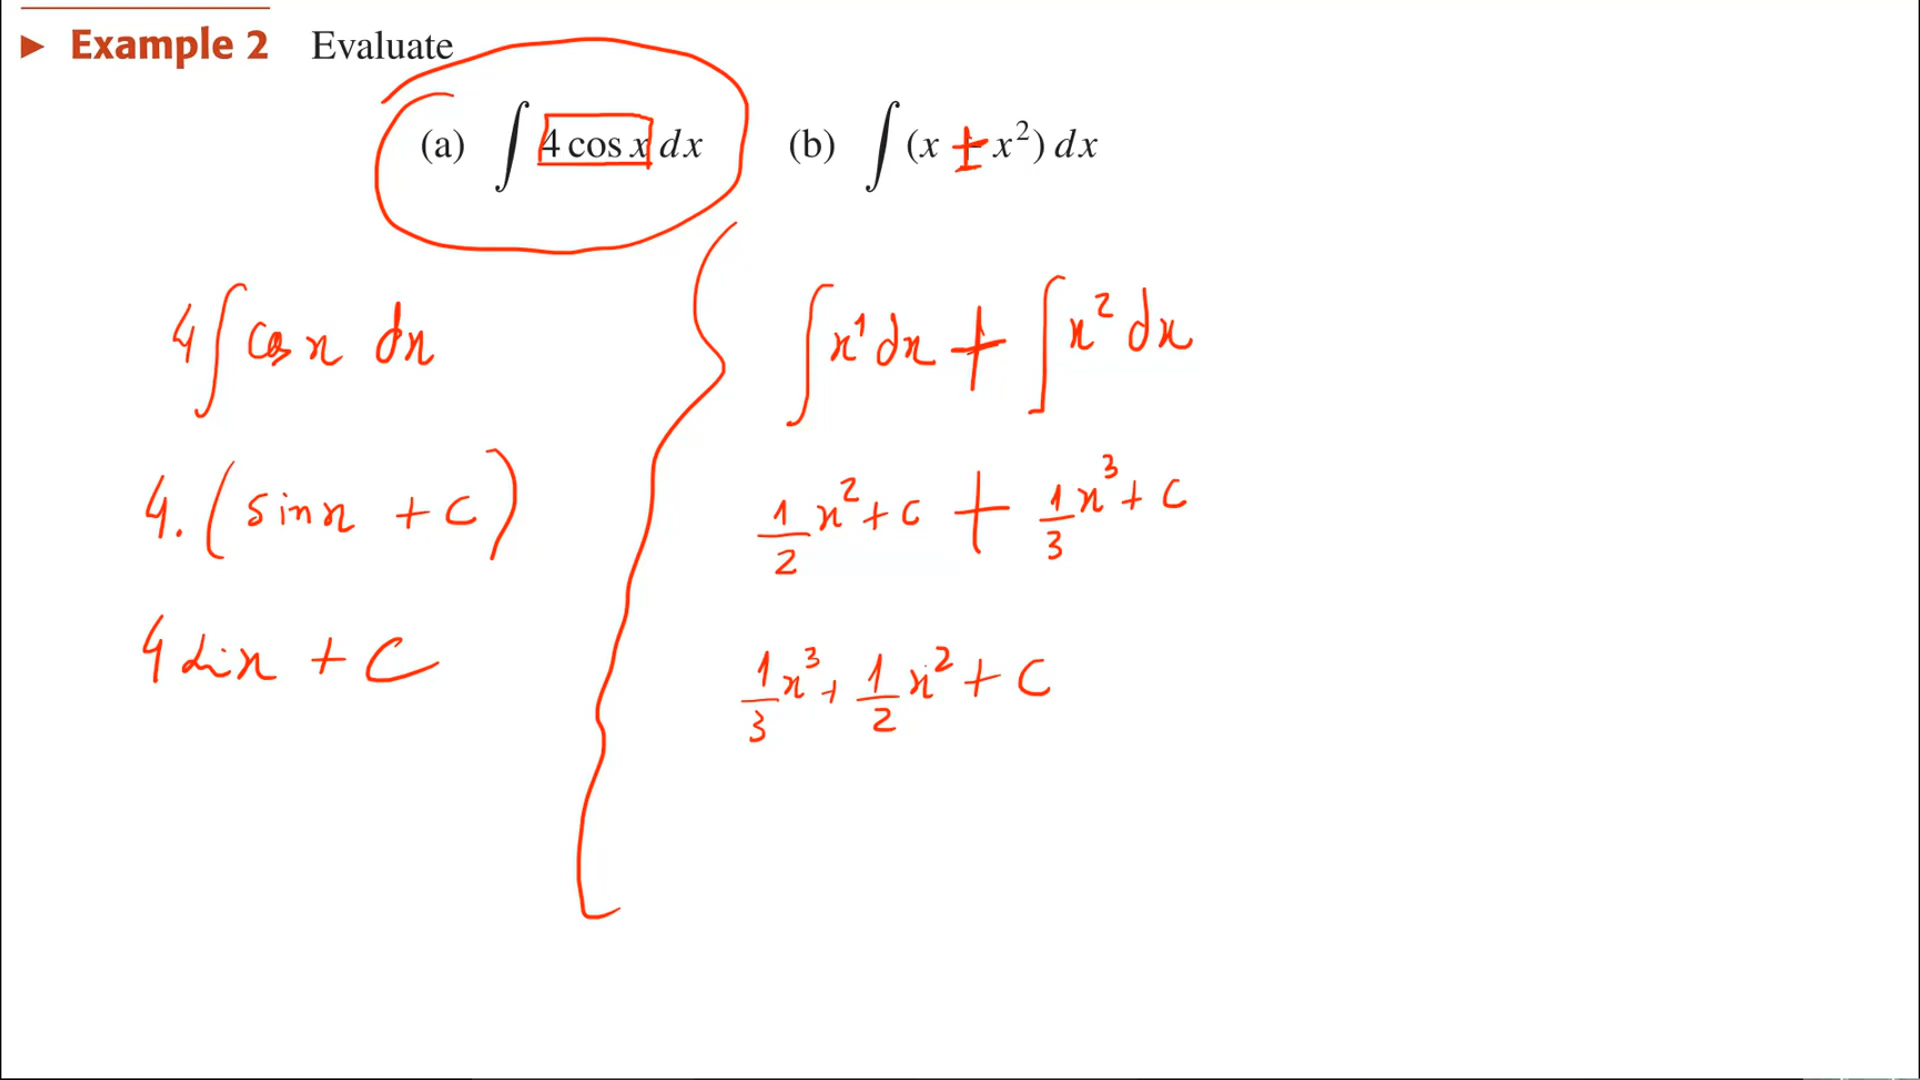 ► Example 2 Evaluate
(a) ∫ 4 cos x dx (b) ∫ (x + x²) dx
4∫cos x dx
4.(sin x + c)
4 sin x + C
∫x¹ dx + ∫x² dx
1/2 x² + c + 1/3 x³ + c
1/3 x³ + 1/2 x² + C